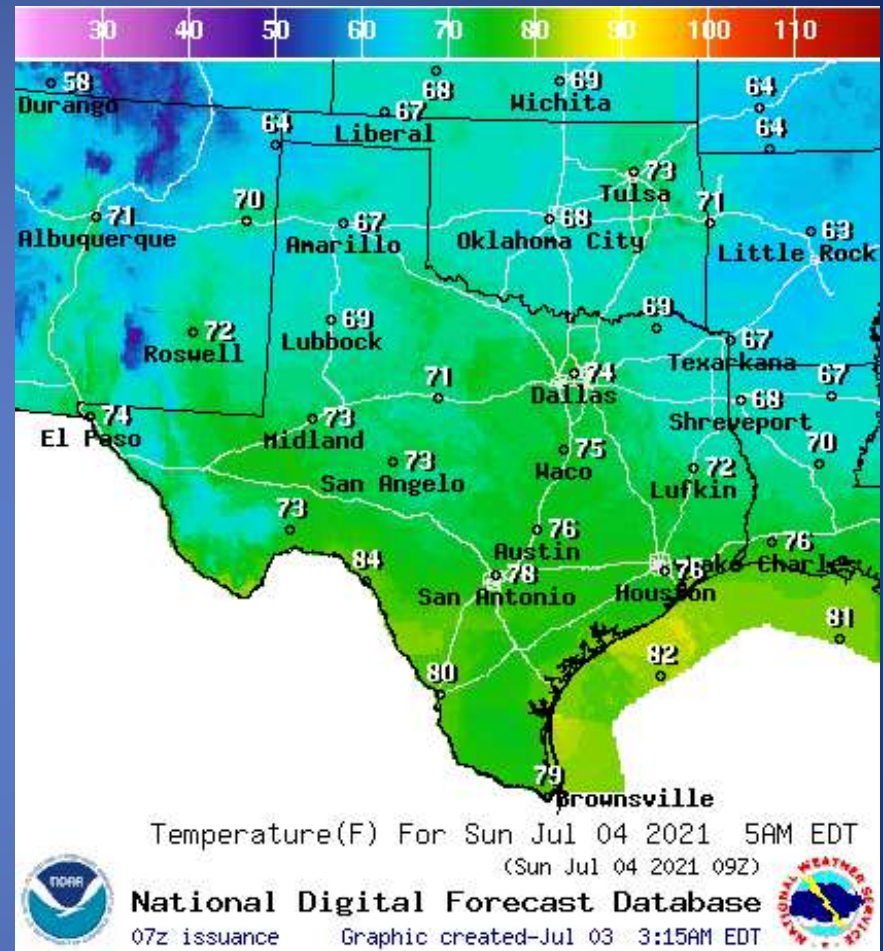 30 40 50 60 70 80 90 100 110
58
Durango
68
69
Wichita
64
67
Liberal
64
64
73
Tulsa
71
Albuquerque
70
67
Amarillo
68
Oklahoma City
71
63
Little Rock
72
Roswell
69
Lubbock
69
67
Texarkana
74
El Paso
73
Midland
71
74
Dallas
68
Shreveport
67
73
San Angelo
75
Waco
72
Lufkin
70
73
84
76
Austin
78
San Antonio
76
Houston
76
Lake Charles
81
82
80
79
Brownsville
Temperature(F) For Sun Jul 04 2021 5AM EDT
(Sun Jul 04 2021 09Z)
National Digital Forecast Database
07z issuance Graphic created-Jul 03 3:15AM EDT
NOAA
NATIONAL WEATHER SERVICE